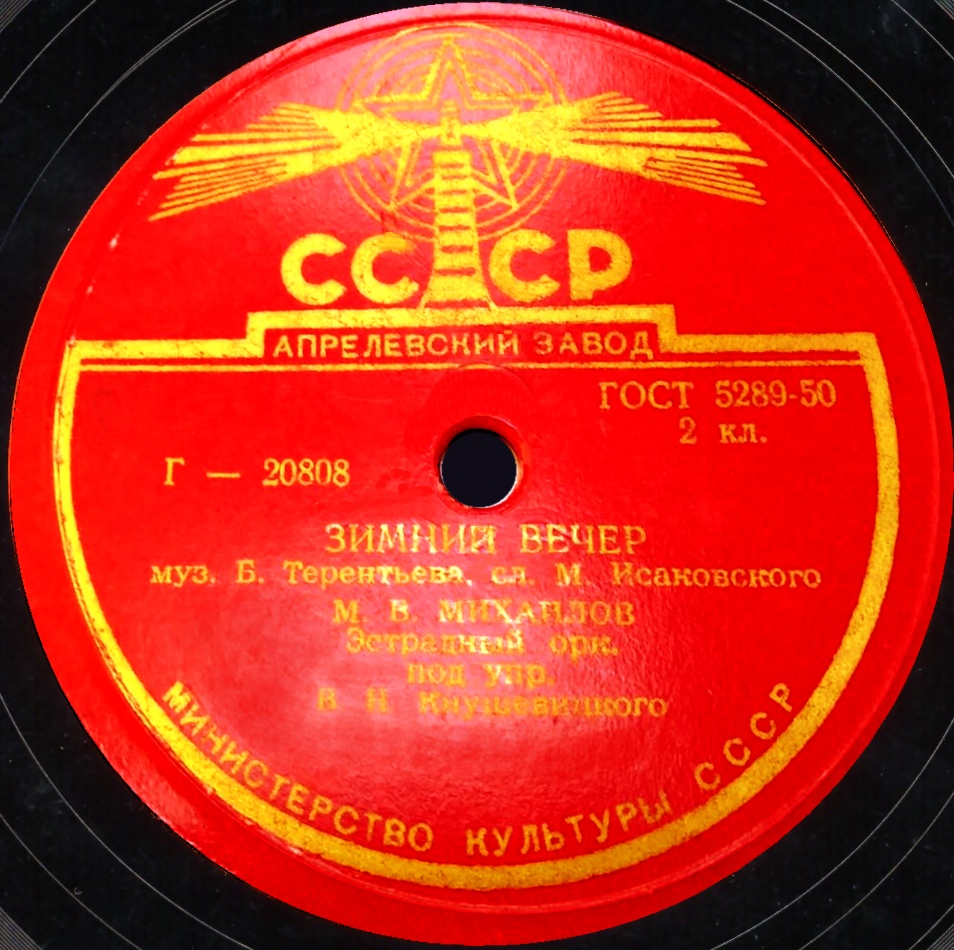 СССР
АПРЕЛЕВСКИЙ ЗАВОД
ГОСТ 5289-50
2 кл.
Г — 20808
ЗИМНИЙ ВЕЧЕР
муз. Б. Терентьева, сл. М. Исаковского
М. В. МИХАЙЛОВ
Эстрадный орк.
под упр.
В. Н. Кнушевицкого
МИНИСТЕРСТВО КУЛЬТУРЫ СССР